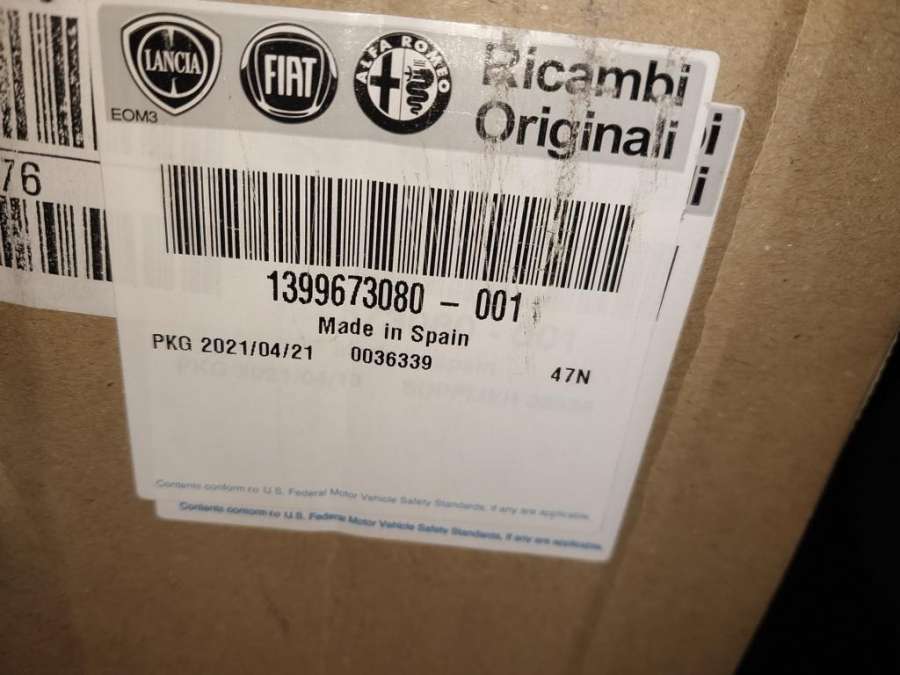 LANCIA
FIAT
ALFA ROMEO
Ricambi
Originali
EOM3
i
i
76
1399673080 - 001
Made in Spain
PKG 2021/04/21 0036339
47N
Contents conform to U.S. Federal Motor Vehicle Safety Standards, if any are applicable.
Contents conform to U.S. Federal Motor Vehicle Safety Standards, if any are applicable.